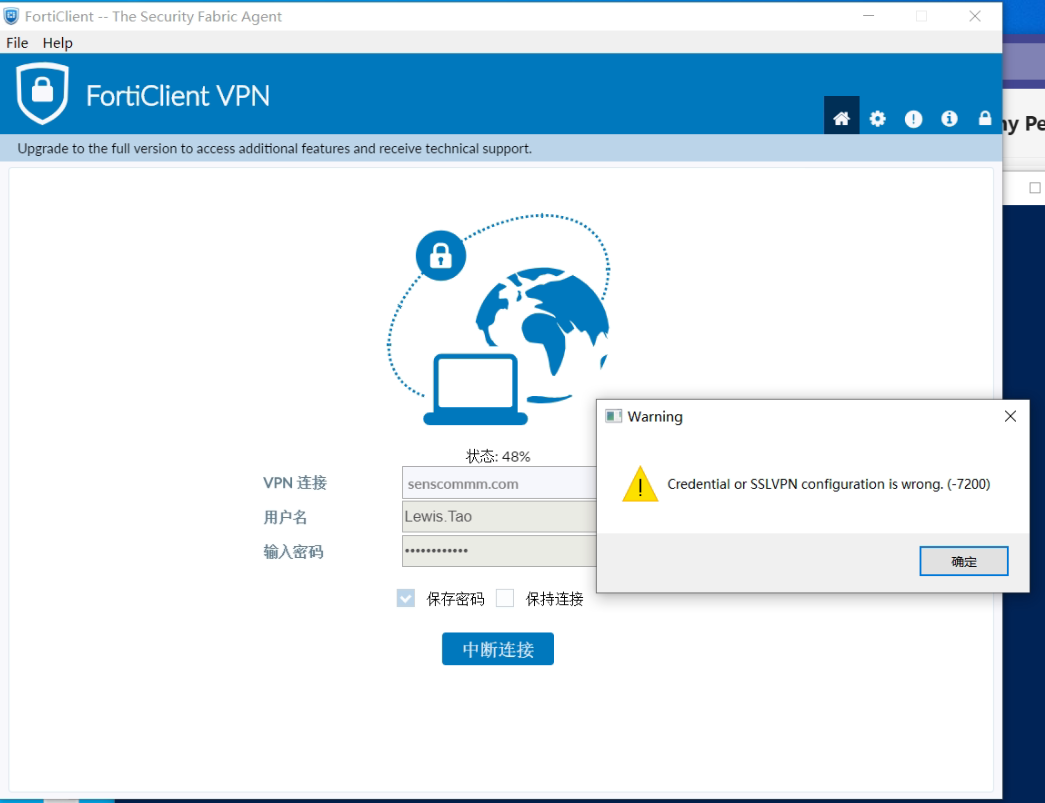 FortiClient -- The Security Fabric Agent
File Help
FortiClient VPN
ny Pe
Upgrade to the full version to access additional features and receive technical support.
状态: 48%
VPN 连接 senscommm.com
用户名 Lewis.Tao
输入密码 ••••••••••••
保存密码 保持连接
中断连接
Warning
Credential or SSLVPN configuration is wrong. (-7200)
确定